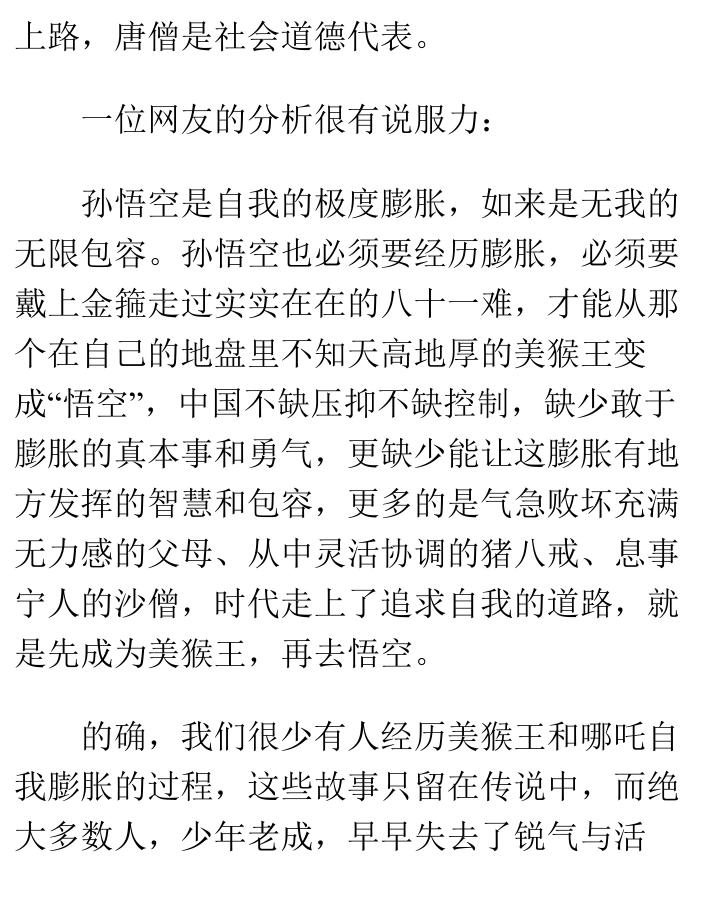 上路，唐僧是社会道德代表。
一位网友的分析很有说服力：
孙悟空是自我的极度膨胀，如来是无我的
无限包容。孙悟空也必须要经历膨胀，必须要
戴上金箍走过实实在在的八十一难，才能从那
个在自己的地盘里不知天高地厚的美猴王变
成“悟空”，中国不缺压抑不缺控制，缺少敢于
膨胀的真本事和勇气，更缺少能让这膨胀有地
方发挥的智慧和包容，更多的是气急败坏充满
无力感的父母、从中灵活协调的猪八戒、息事
宁人的沙僧，时代走上了追求自我的道路，就
是先成为美猴王，再去悟空。
的确，我们很少有人经历美猴王和哪吒自
我膨胀的过程，这些故事只留在传说中，而绝
大多数人，少年老成，早早失去了锐气与活